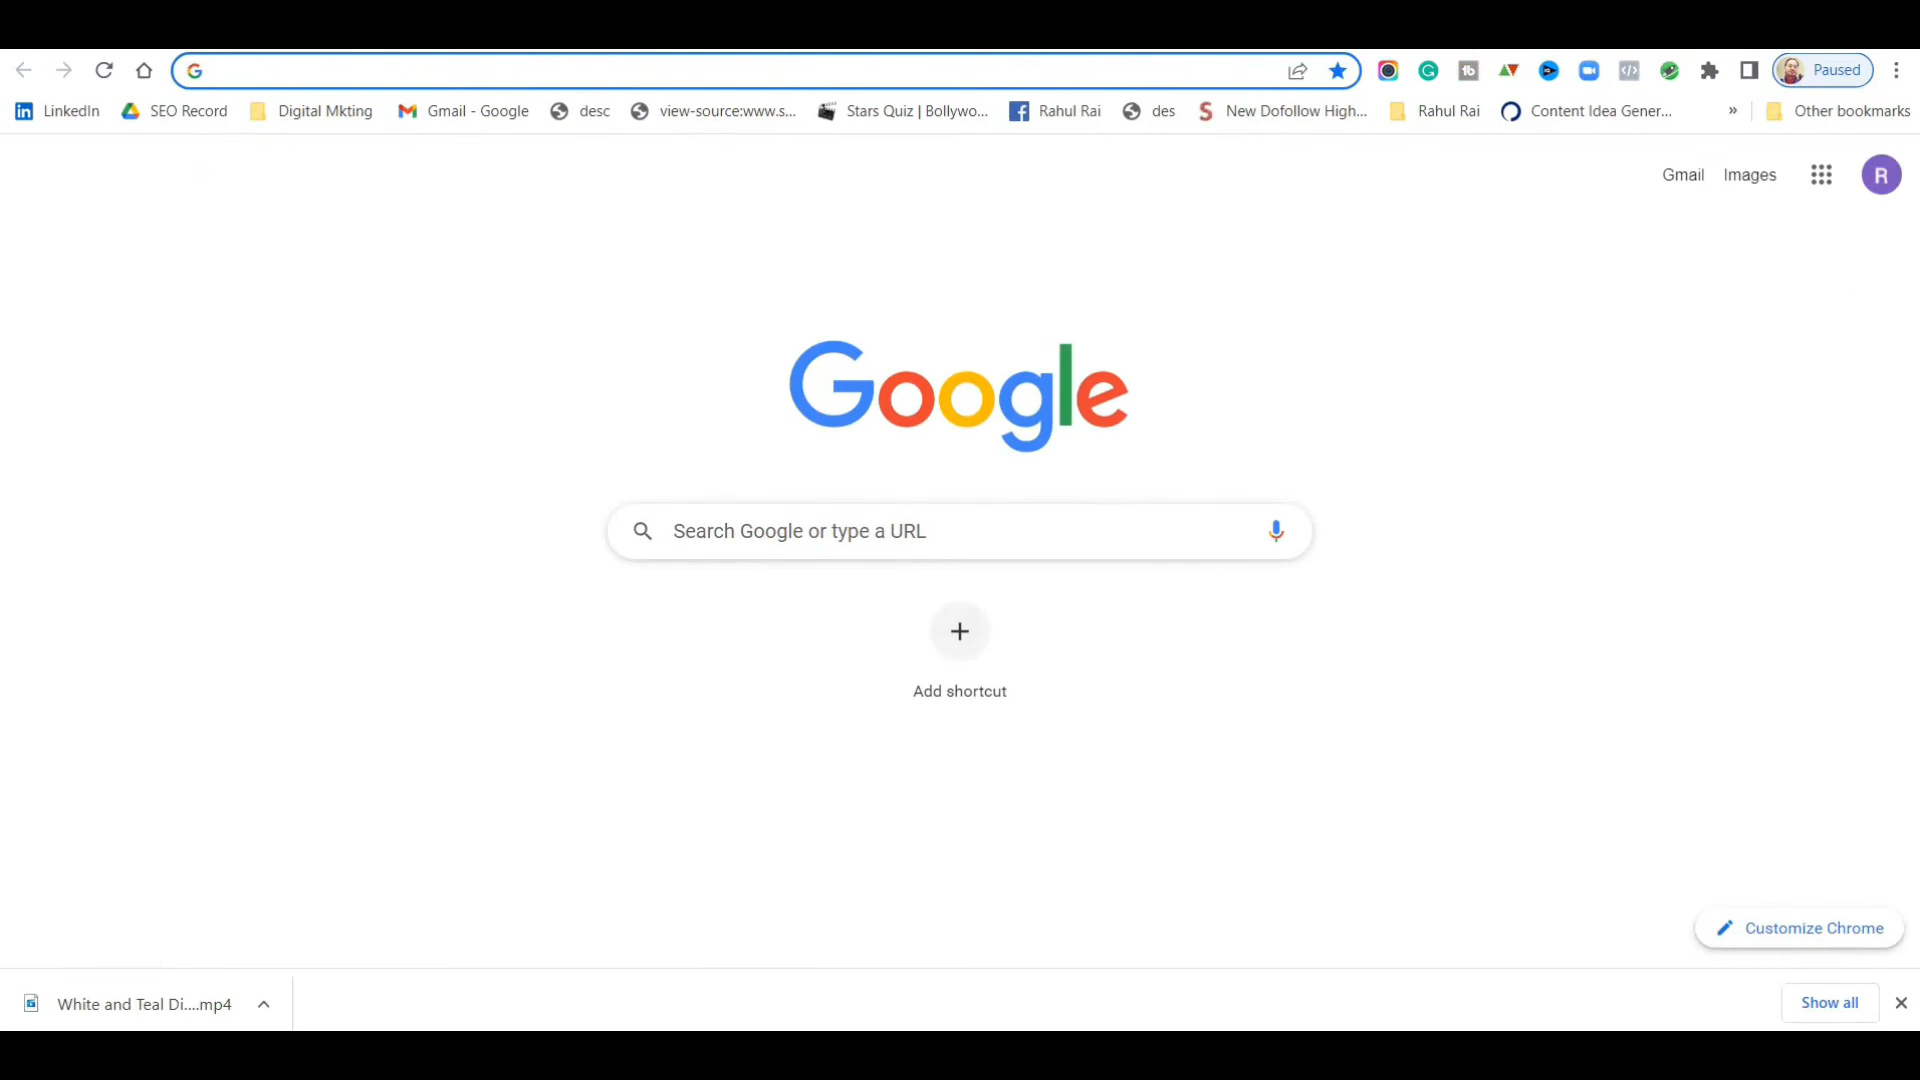 Paused
LinkedIn SEO Record Digital Mkting Gmail - Google desc view-source:www.s... Stars Quiz | Bollywo... Rahul Rai des New Dofollow High... Rahul Rai Content Idea Gener... » Other bookmarks
Gmail Images R
Google
Search Google or type a URL
Add shortcut
Customize Chrome
White and Teal Di....mp4 Show all